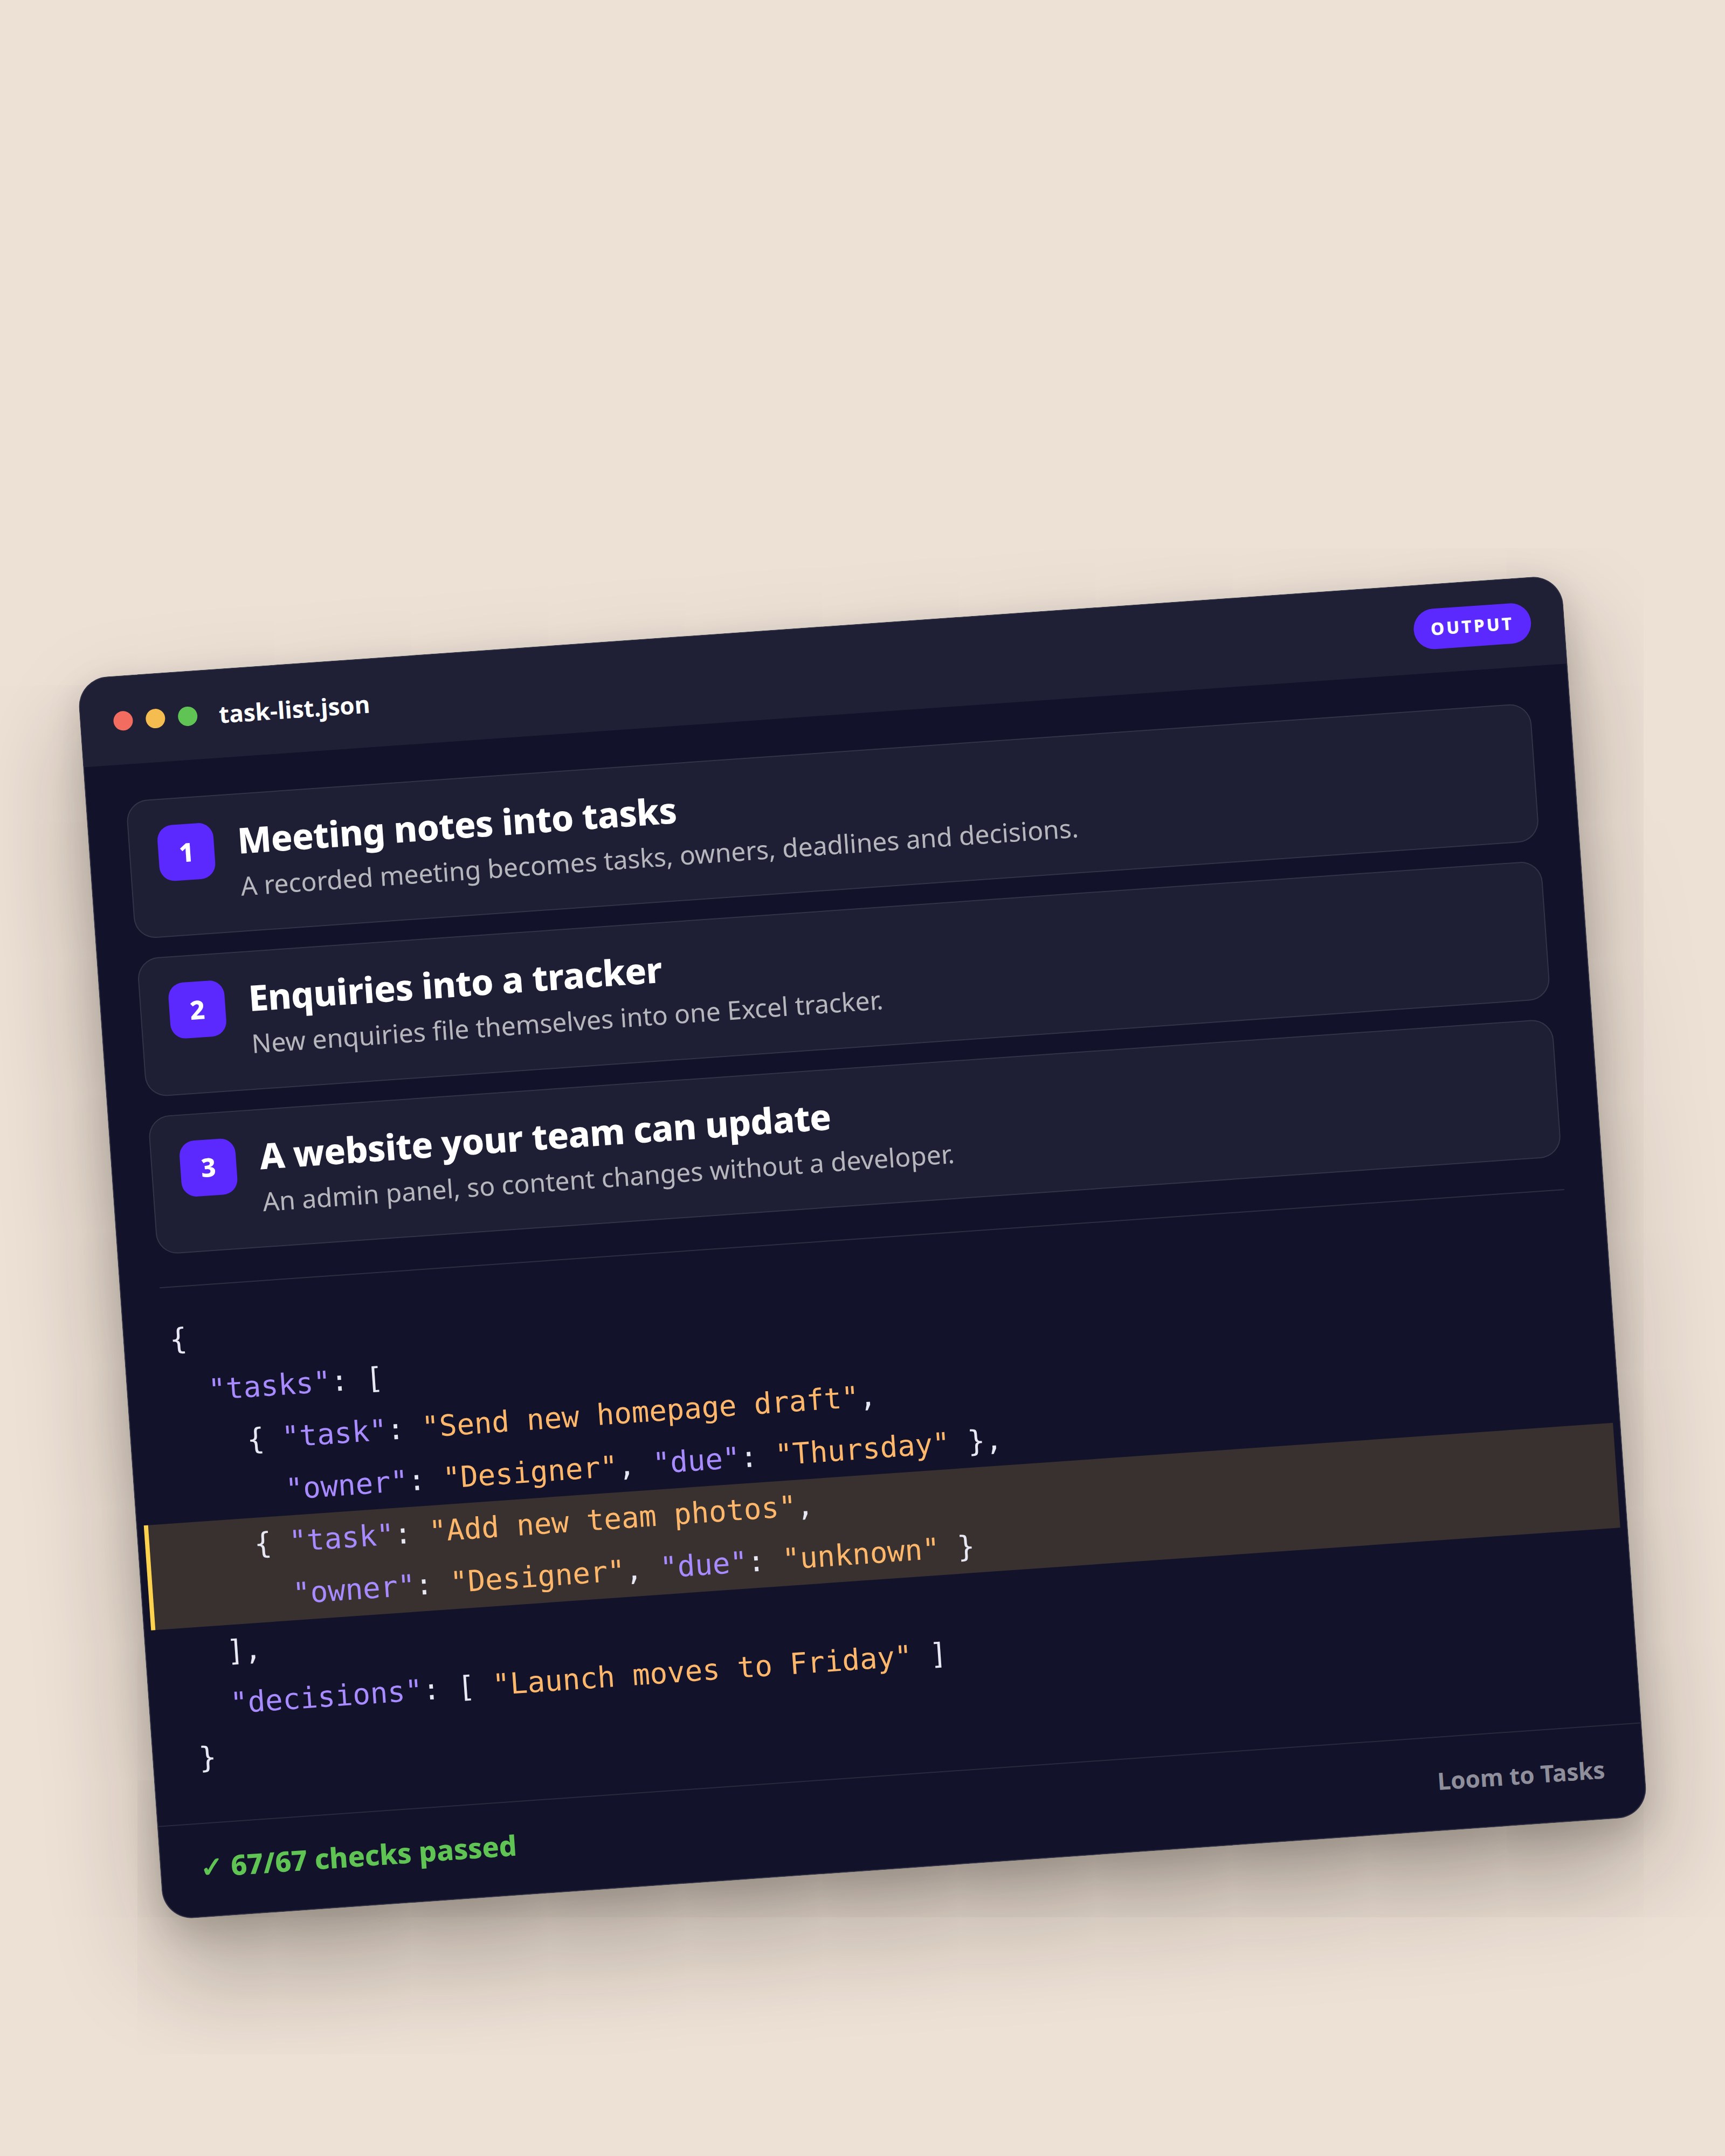 task-list.json
OUTPUT
1
Meeting notes into tasks
A recorded meeting becomes tasks, owners, deadlines and decisions.
2
Enquiries into a tracker
New enquiries file themselves into one Excel tracker.
3
A website your team can update
An admin panel, so content changes without a developer.
{
  "tasks": [
    { "task": "Send new homepage draft",
      "owner": "Designer", "due": "Thursday" },
    { "task": "Add new team photos",
      "owner": "Designer", "due": "unknown" }
  ],
  "decisions": [ "Launch moves to Friday" ]
}
✓ 67/67 checks passed
Loom to Tasks